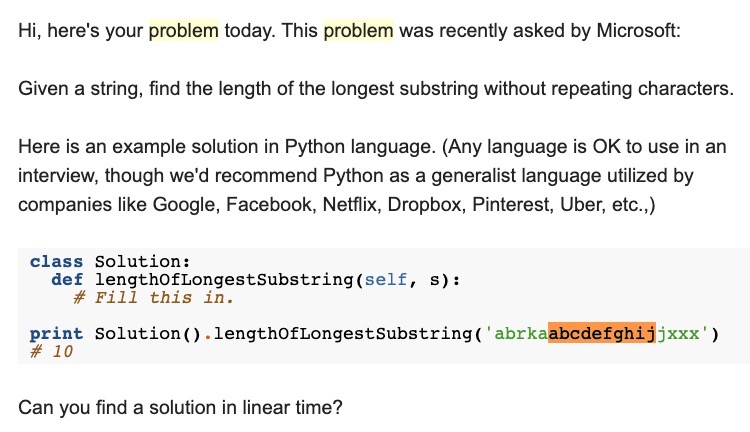 Hi, here's your problem today. This problem was recently asked by Microsoft:
Given a string, find the length of the longest substring without repeating characters.
Here is an example solution in Python language. (Any language is OK to use in an
interview, though we'd recommend Python as a generalist language utilized by
companies like Google, Facebook, Netflix, Dropbox, Pinterest, Uber, etc.,)
class Solution:
  def lengthOfLongestSubstring(self, s):
    # Fill this in.
print Solution().lengthOfLongestSubstring('abrkaabcdefghijjxxx')
# 10
Can you find a solution in linear time?